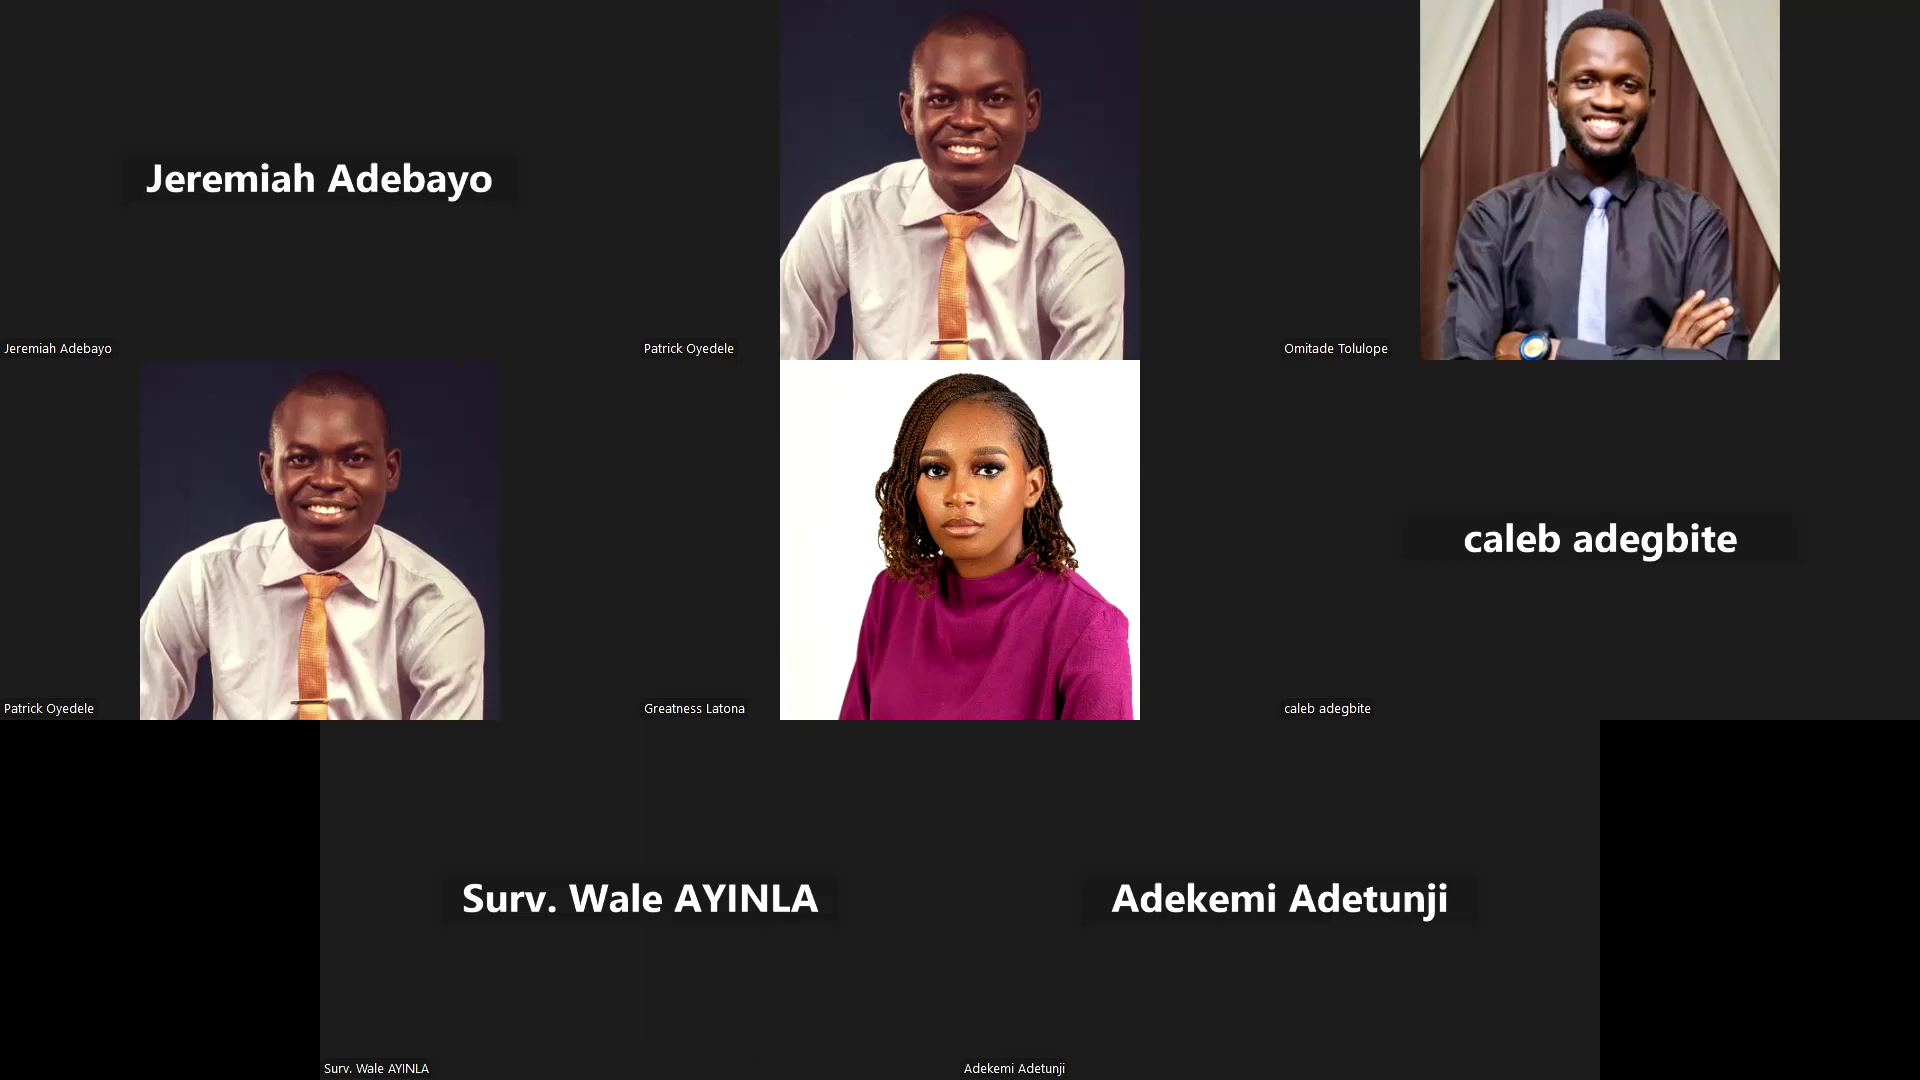 Jeremiah Adebayo
Jeremiah Adebayo
Patrick Oyedele
Omitade Tolulope
Patrick Oyedele
Greatness Latona
caleb adegbite
caleb adegbite
Surv. Wale AYINLA
Adekemi Adetunji
Surv. Wale AYINLA
Adekemi Adetunji